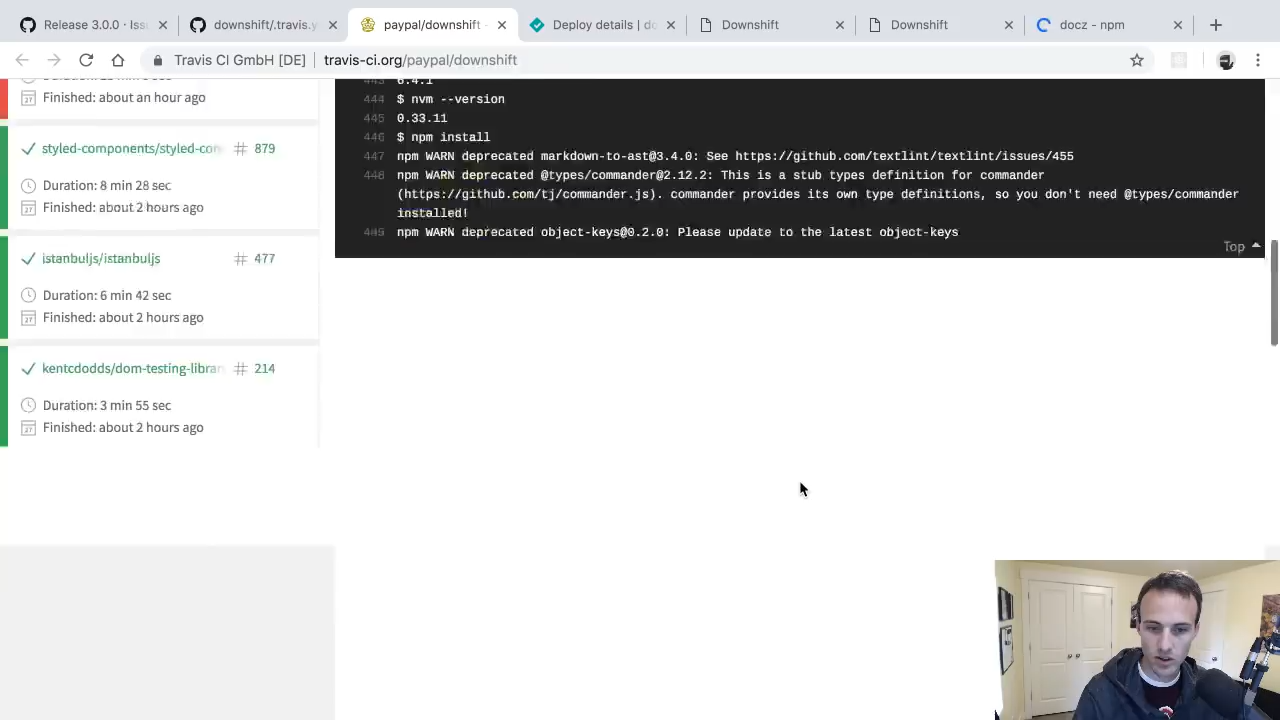 Release 3.0.0 · Iss
downshift/.travis.y
paypal/downshift -
Deploy details | do
Downshift
Downshift
docz - npm
Travis CI GmbH [DE]
travis-ci.org/paypal/downshift
Finished: about an hour ago
styled-components/styled-com
# 879
Duration: 8 min 28 sec
Finished: about 2 hours ago
istanbuljs/istanbuljs
# 477
Duration: 6 min 42 sec
Finished: about 2 hours ago
kentcdodds/dom-testing-librar
# 214
Duration: 3 min 55 sec
Finished: about 2 hours ago
443 6.4.1
444 $ nvm --version
445 0.33.11
446 $ npm install
447 npm WARN deprecated markdown-to-ast@3.4.0: See https://github.com/textlint/textlint/issues/455
448 npm WARN deprecated @types/commander@2.12.2: This is a stub types definition for commander
(https://github.com/tj/commander.js). commander provides its own type definitions, so you don't need @types/commander
installed!
449 npm WARN deprecated object-keys@0.2.0: Please update to the latest object-keys
Top